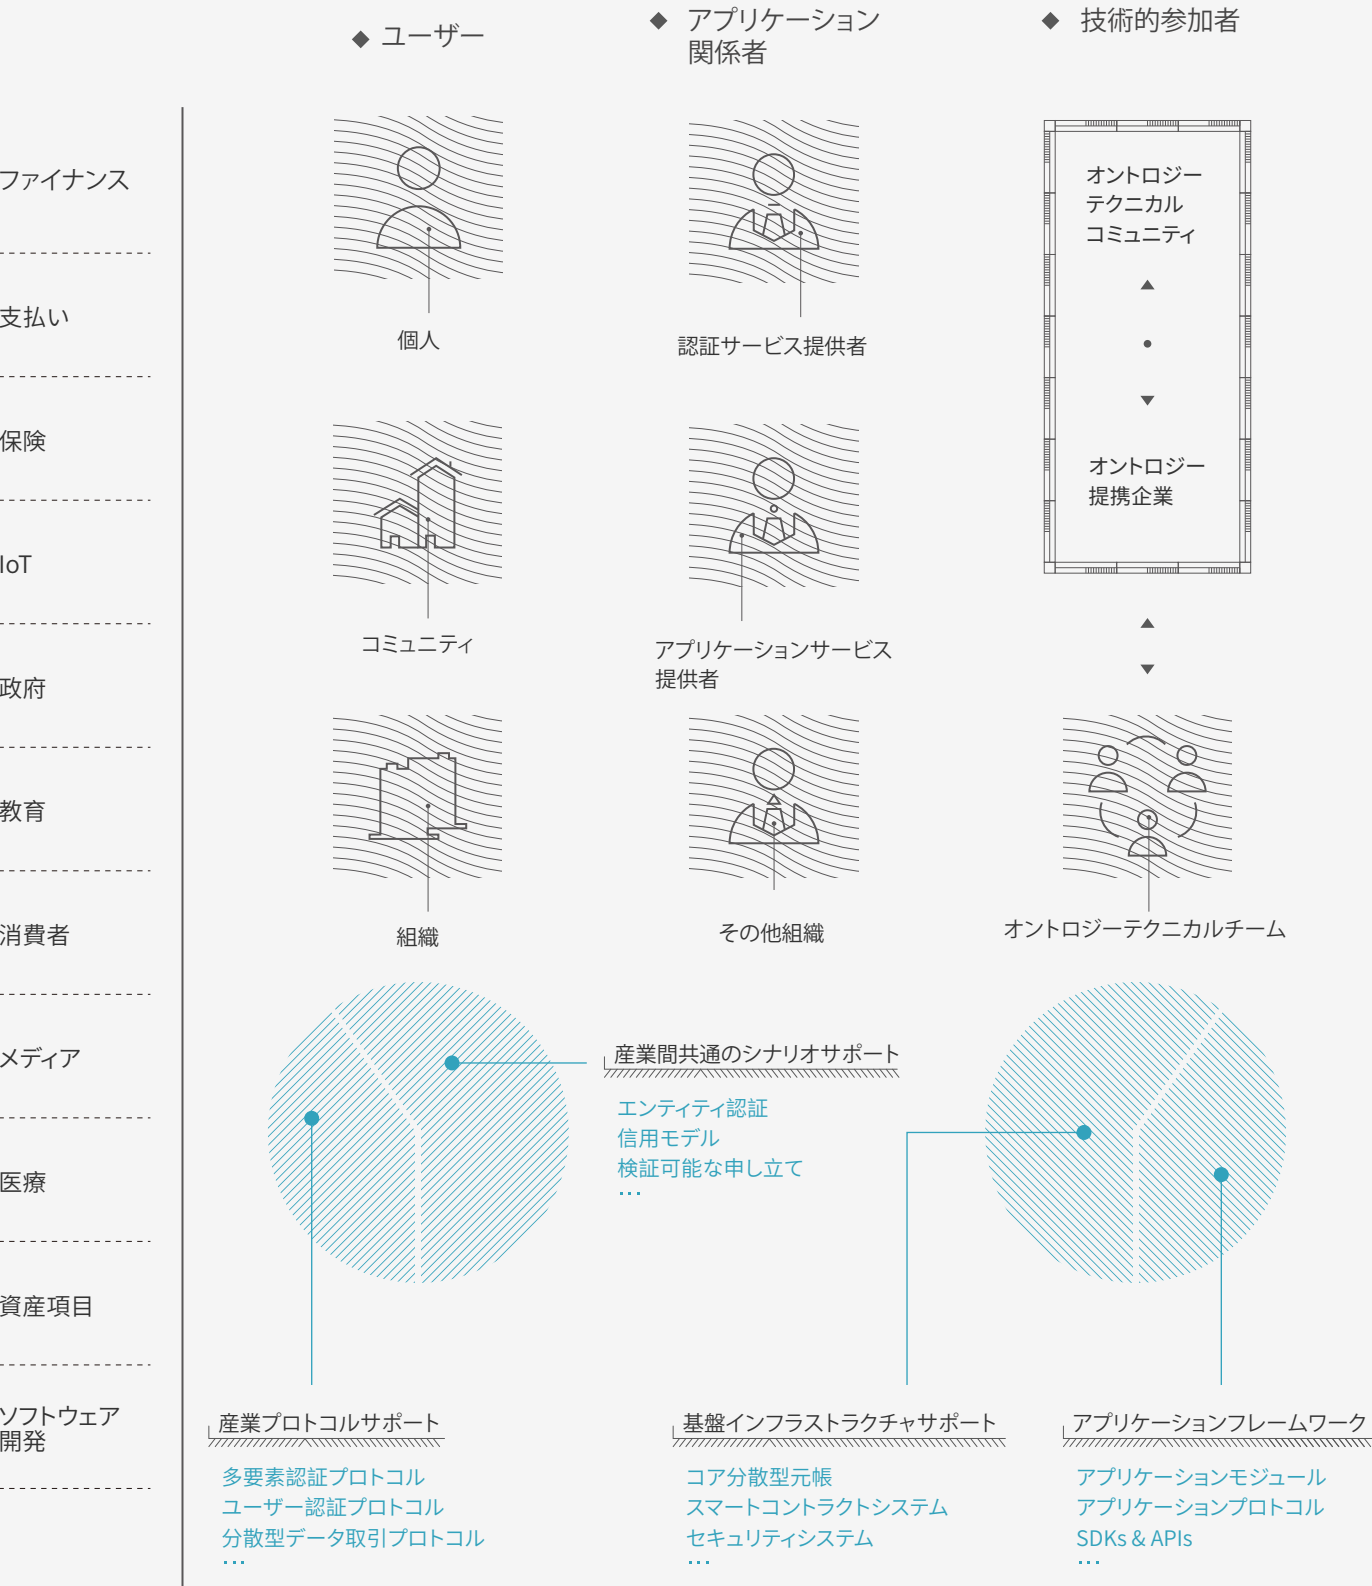 ユーザー
アプリケーション
関係者
技術的参加者
ファイナンス
支払い
保険
IoT
政府
教育
消費者
メディア
医療
資産項目
ソフトウェア
開発
個人
コミュニティ
組織
認証サービス提供者
アプリケーションサービス
提供者
その他組織
オントロジー
テクニカル
コミュニティ
オントロジー
提携企業
オントロジーテクニカルチーム
産業間共通のシナリオサポート
エンティティ認証
信用モデル
検証可能な申し立て
...
産業プロトコルサポート
多要素認証プロトコル
ユーザー認証プロトコル
分散型データ取引プロトコル
...
基盤インフラストラクチャサポート
コア分散型元帳
スマートコントラクトシステム
セキュリティシステム
...
アプリケーションフレームワーク
アプリケーションモジュール
アプリケーションプロトコル
SDKs & APIs
...